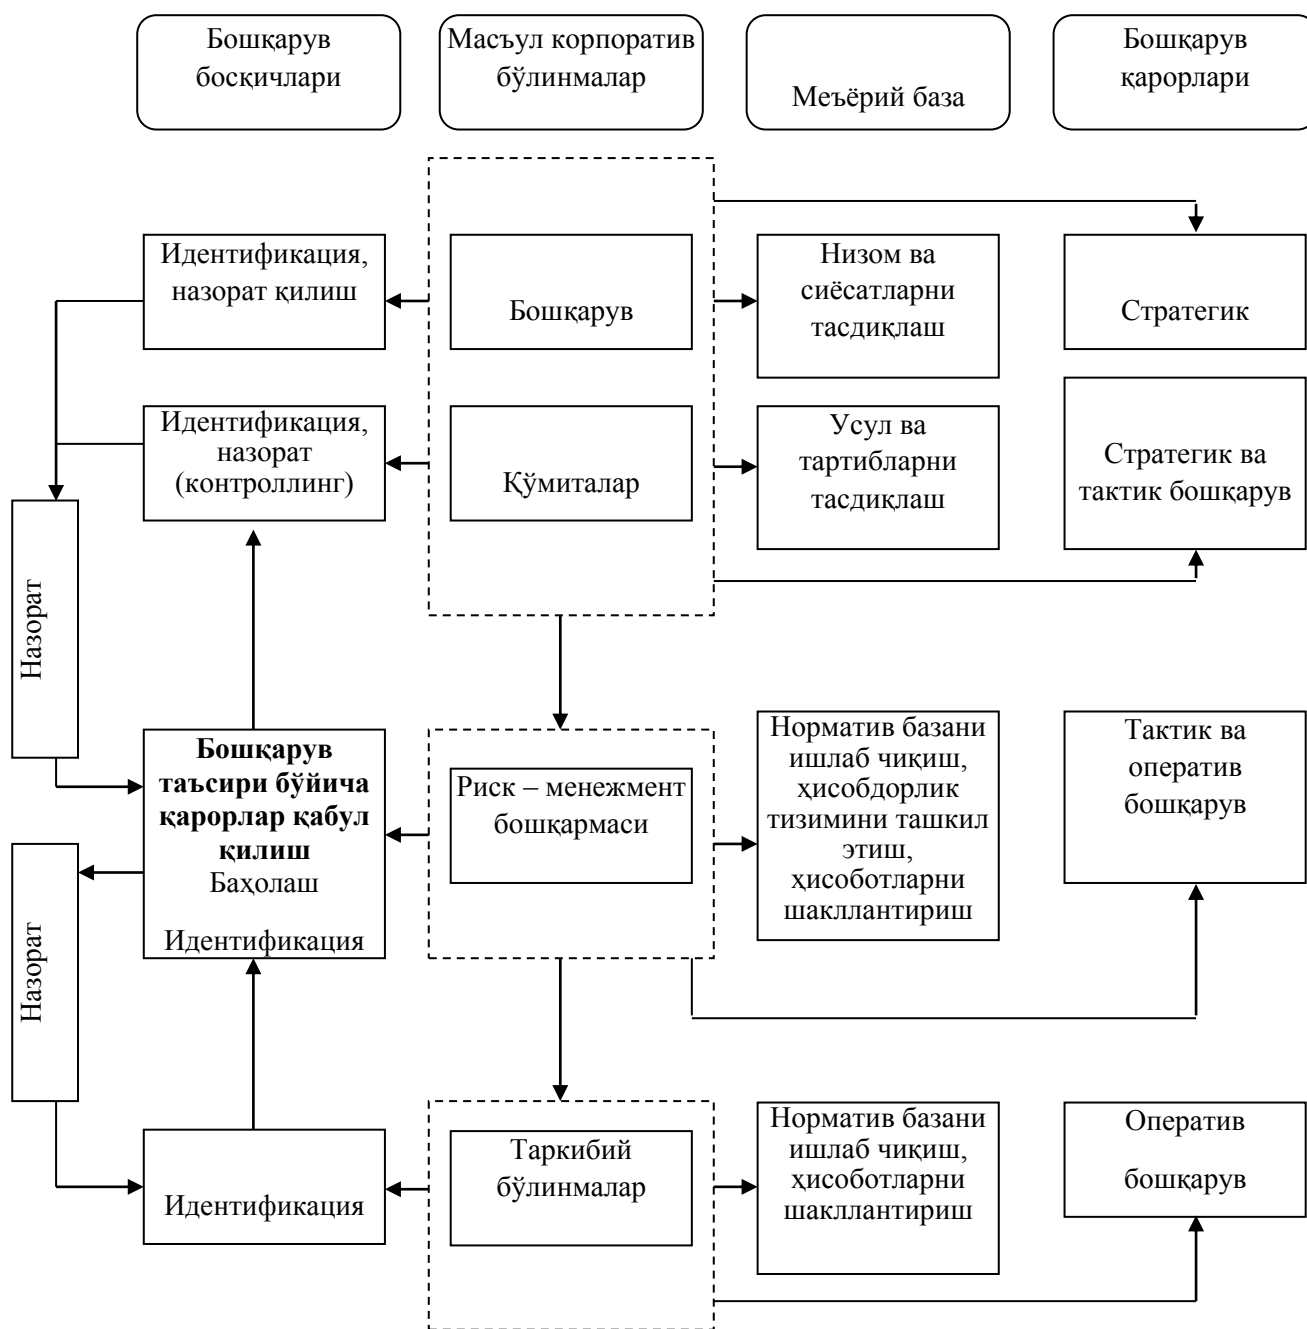 Бошқарув
босқичлари
Масъул корпоратив
бўлинмалар
Меъёрий база
Бошқарув
қарорлари
Идентификация,
назорат қилиш
Бошқарув
Низом ва
сиёсатларни
тасдиқлаш
Стратегик
Идентификация,
назорат
(контроллинг)
Қўмиталар
Усул ва
тартибларни
тасдиқлаш
Стратегик ва
тактик бошқарув
Назорат
Бошқарув
таъсири бўйича
қарорлар қабул
қилиш
Баҳолаш
Идентификация
Риск – менежмент
бошқармаси
Норматив базани
ишлаб чиқиш,
ҳисобдорлик
тизимини ташкил
этиш,
ҳисоботларни
шакллантириш
Тактик ва
оператив
бошқарув
Назорат
Идентификация
Таркибий
бўлинмалар
Норматив базани
ишлаб чиқиш,
ҳисоботларни
шакллантириш
Оператив
бошқарув